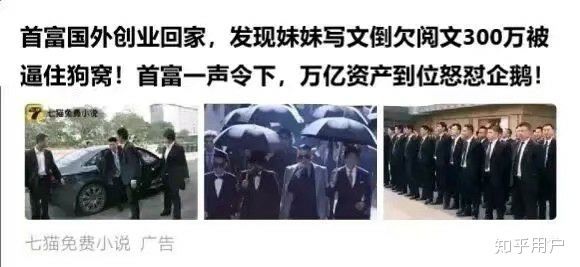 首富国外创业回家，发现妹妹写文倒欠阅文300万被
逼住狗窝！首富一声令下，万亿资产到位怒怼企鹅！
七猫免费小说
七猫免费小说 广告
知乎用户